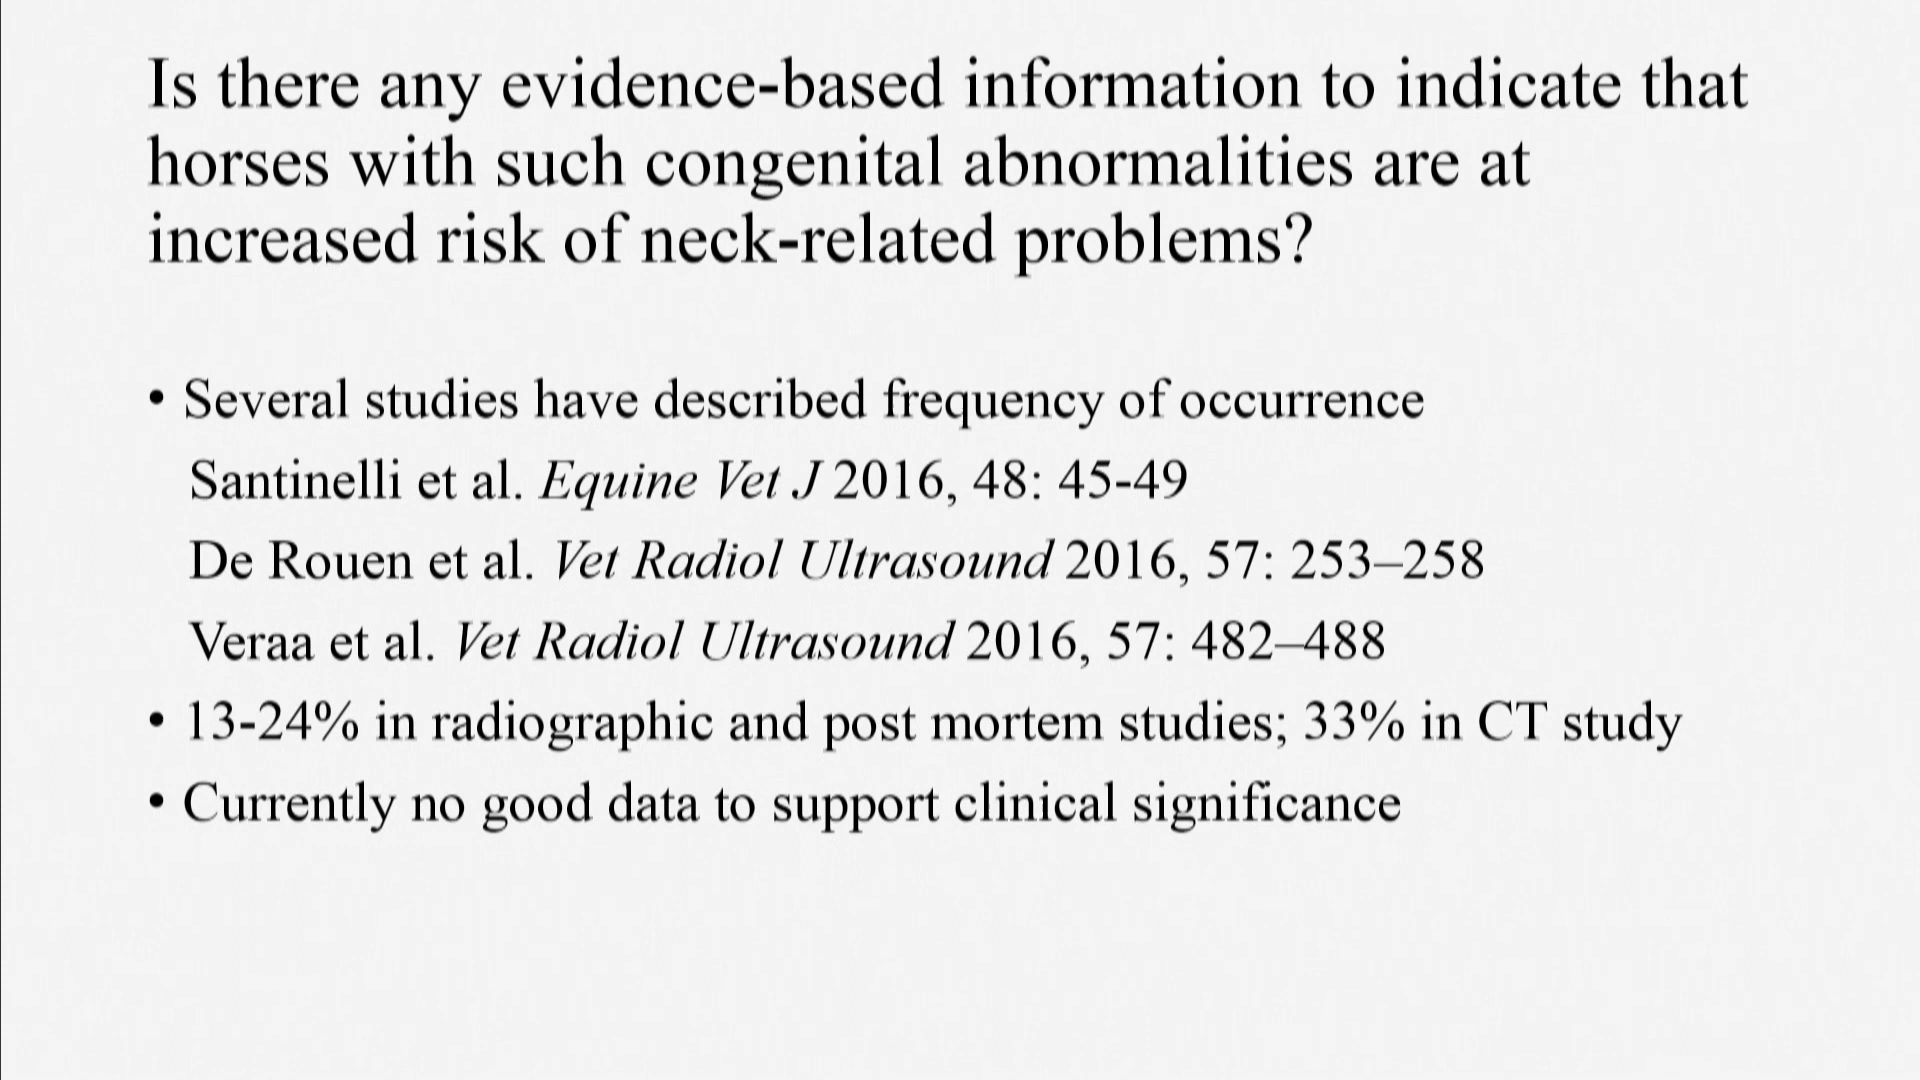 Is there any evidence-based information to indicate that
horses with such congenital abnormalities are at
increased risk of neck-related problems?
• Several studies have described frequency of occurrence
Santinelli et al. Equine Vet J 2016, 48: 45-49
De Rouen et al. Vet Radiol Ultrasound 2016, 57: 253–258
Veraa et al. Vet Radiol Ultrasound 2016, 57: 482–488
• 13-24% in radiographic and post mortem studies; 33% in CT study
• Currently no good data to support clinical significance